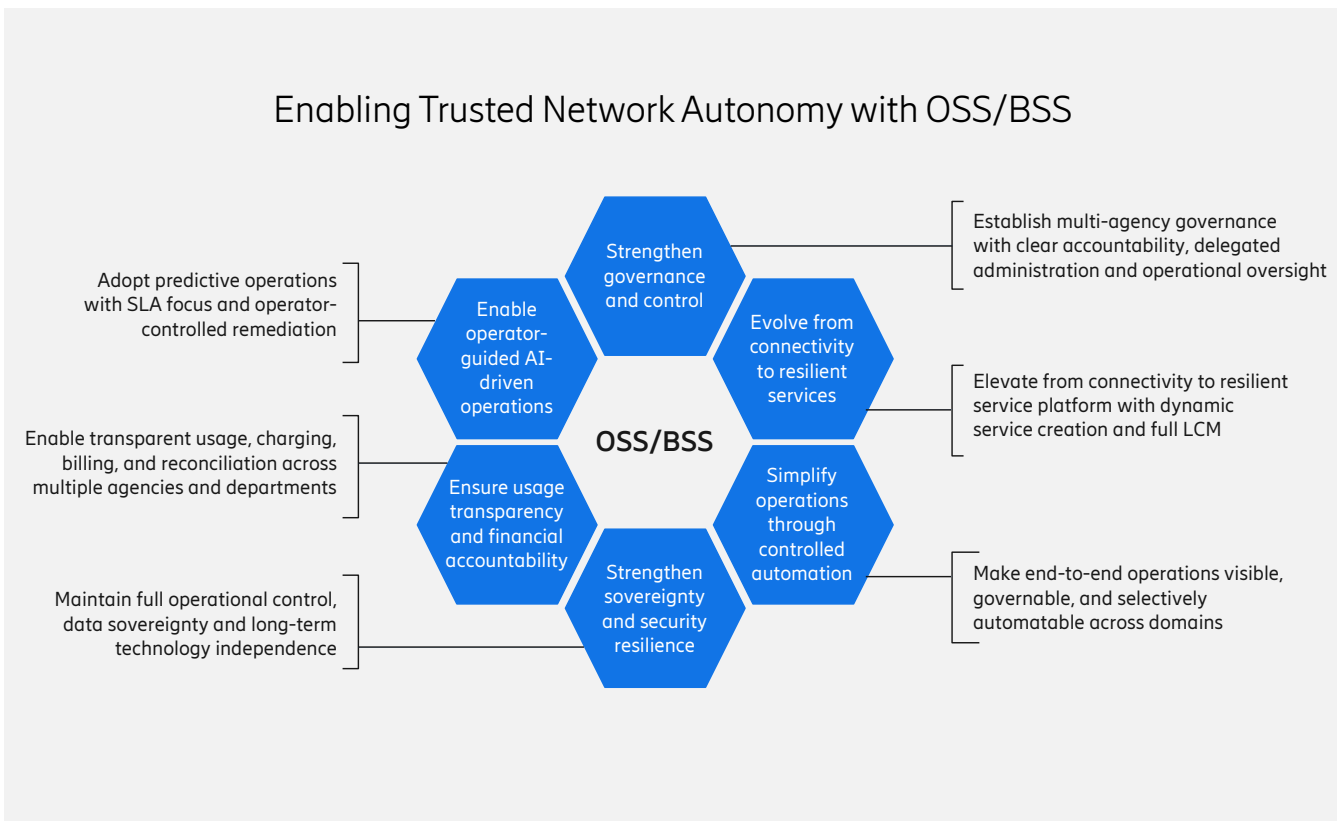 Enabling Trusted Network Autonomy with OSS/BSS
Strengthen
governance
and control
Establish multi-agency governance
with clear accountability, delegated
administration and operational oversight
Evolve from
connectivity
to resilient
services
Elevate from connectivity to resilient
service platform with dynamic
service creation and full LCM
Simplify
operations
through
controlled
automation
Make end-to-end operations visible,
governable, and selectively
automatable across domains
Strengthen
sovereignty
and security
resilience
Maintain full operational control,
data sovereignty and long-term
technology independence
Ensure usage
transparency
and financial
accountability
Enable transparent usage, charging,
billing, and reconciliation across
multiple agencies and departments
Enable
operator-
guided AI-
driven
operations
Adopt predictive operations
with SLA focus and operator-
controlled remediation
OSS/BSS